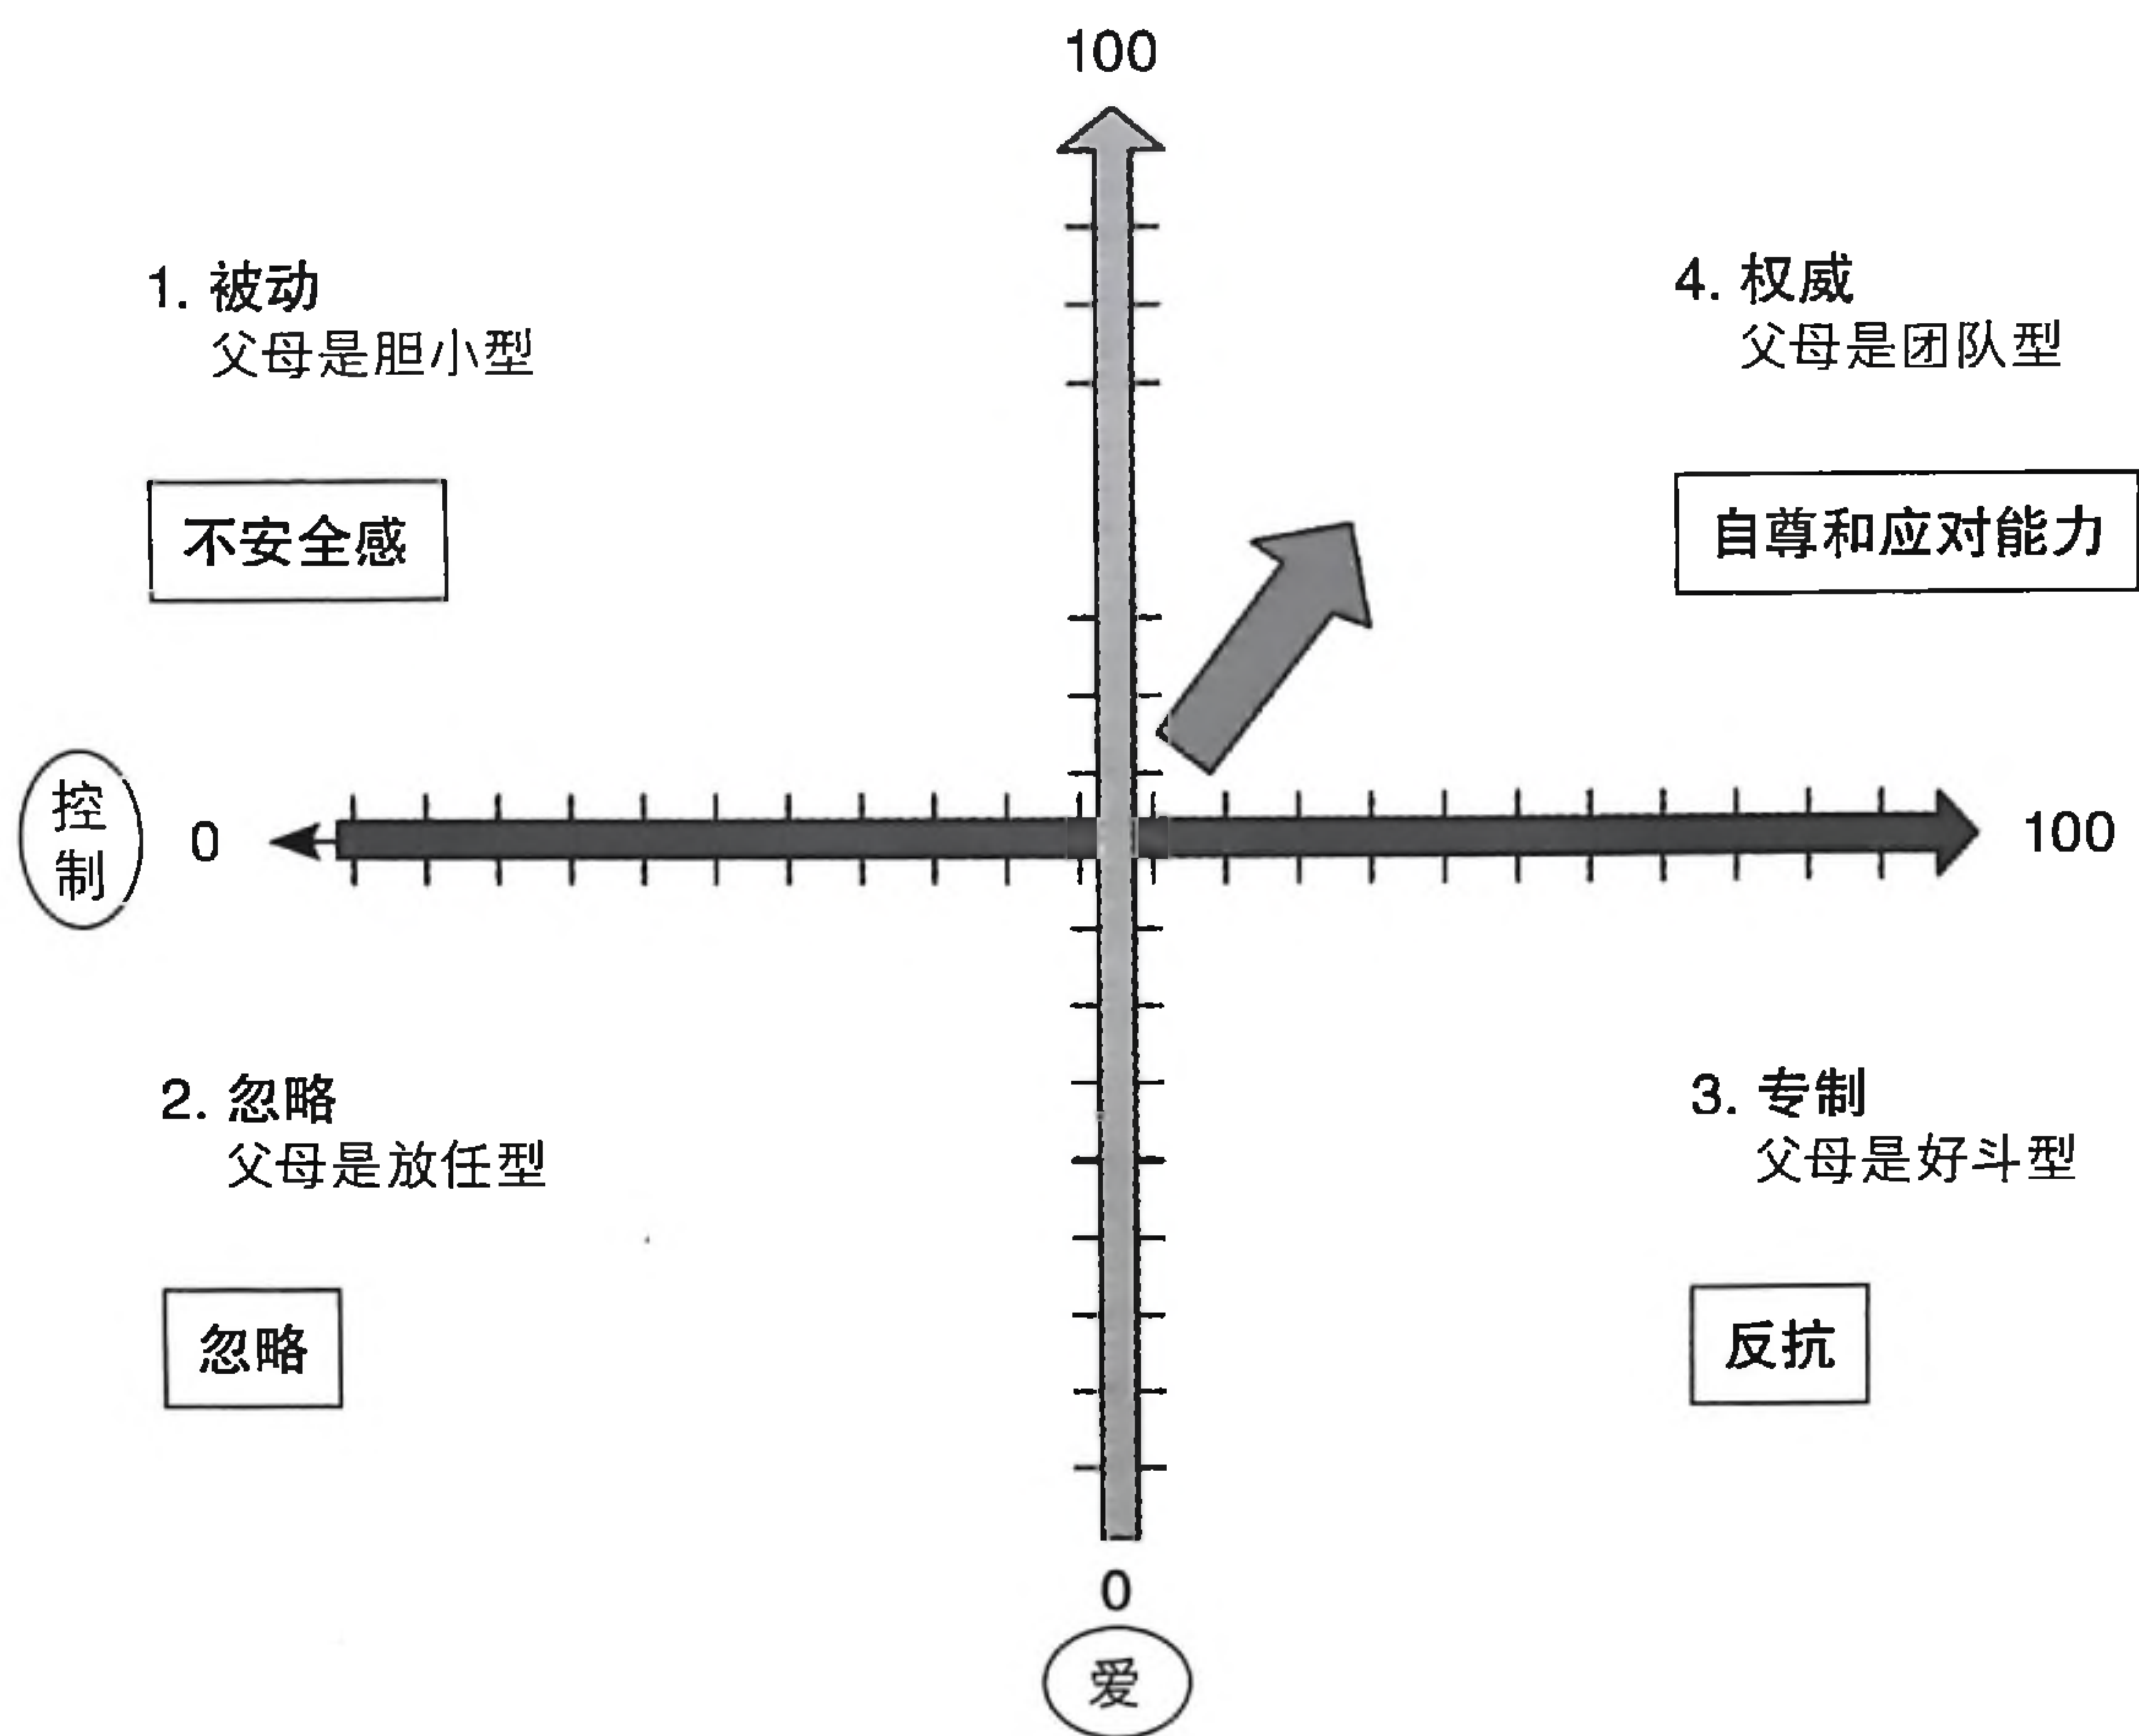 100
1. 被动
父母是胆小型
不安全感
4. 权威
父母是团队型
自尊和应对能力
控
制
0
100
2. 忽略
父母是放任型
忽略
3. 专制
父母是好斗型
反抗
0
爱